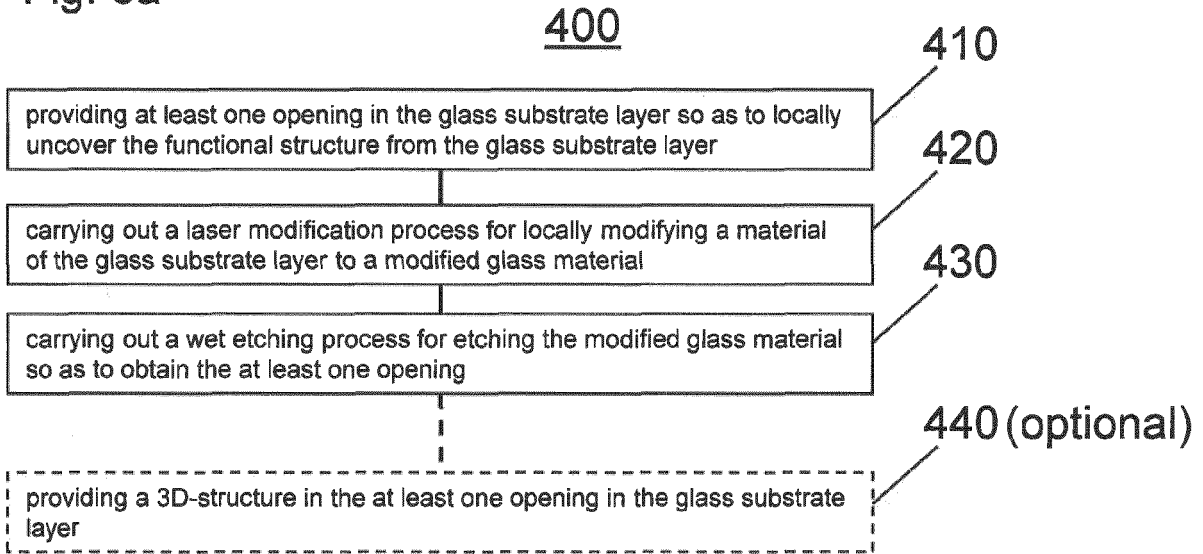 400
410
providing at least one opening in the glass substrate layer so as to locally
uncover the functional structure from the glass substrate layer
420
carrying out a laser modification process for locally modifying a material
of the glass substrate layer to a modified glass material
430
carrying out a wet etching process for etching the modified glass material
so as to obtain the at least one opening
440 (optional)
providing a 3D-structure in the at least one opening in the glass substrate
layer